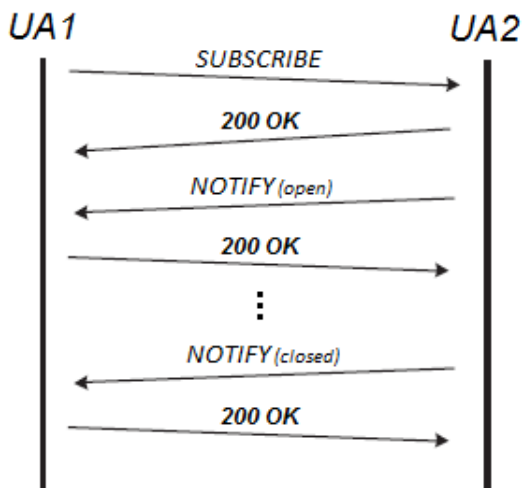 UA1 UA2
SUBSCRIBE
200 OK
NOTIFY (open)
200 OK
NOTIFY (closed)
200 OK